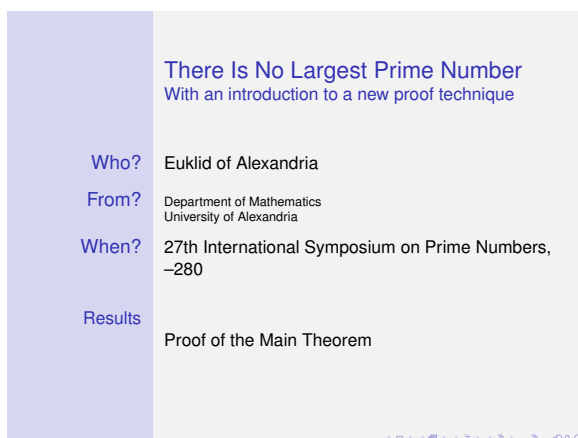 There Is No Largest Prime Number
With an introduction to a new proof technique
Who? Euklid of Alexandria
From? Department of Mathematics
University of Alexandria
When? 27th International Symposium on Prime Numbers,
–280
Results
Proof of the Main Theorem